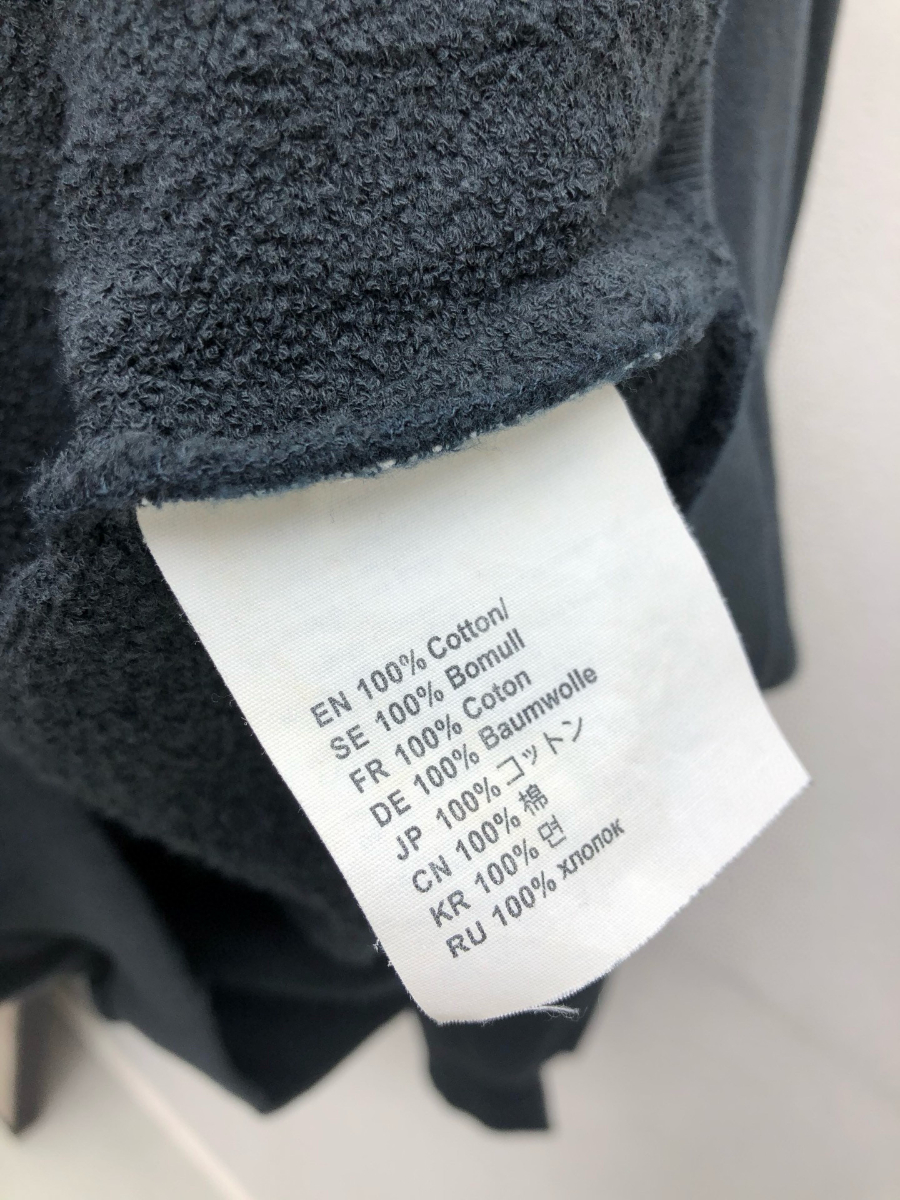 EN 100% Cotton/
SE 100% Bomull
FR 100% Coton
DE 100% Baumwolle
JP 100% コットン
CN 100% 棉
KR 100% 면
RU 100% хлопок